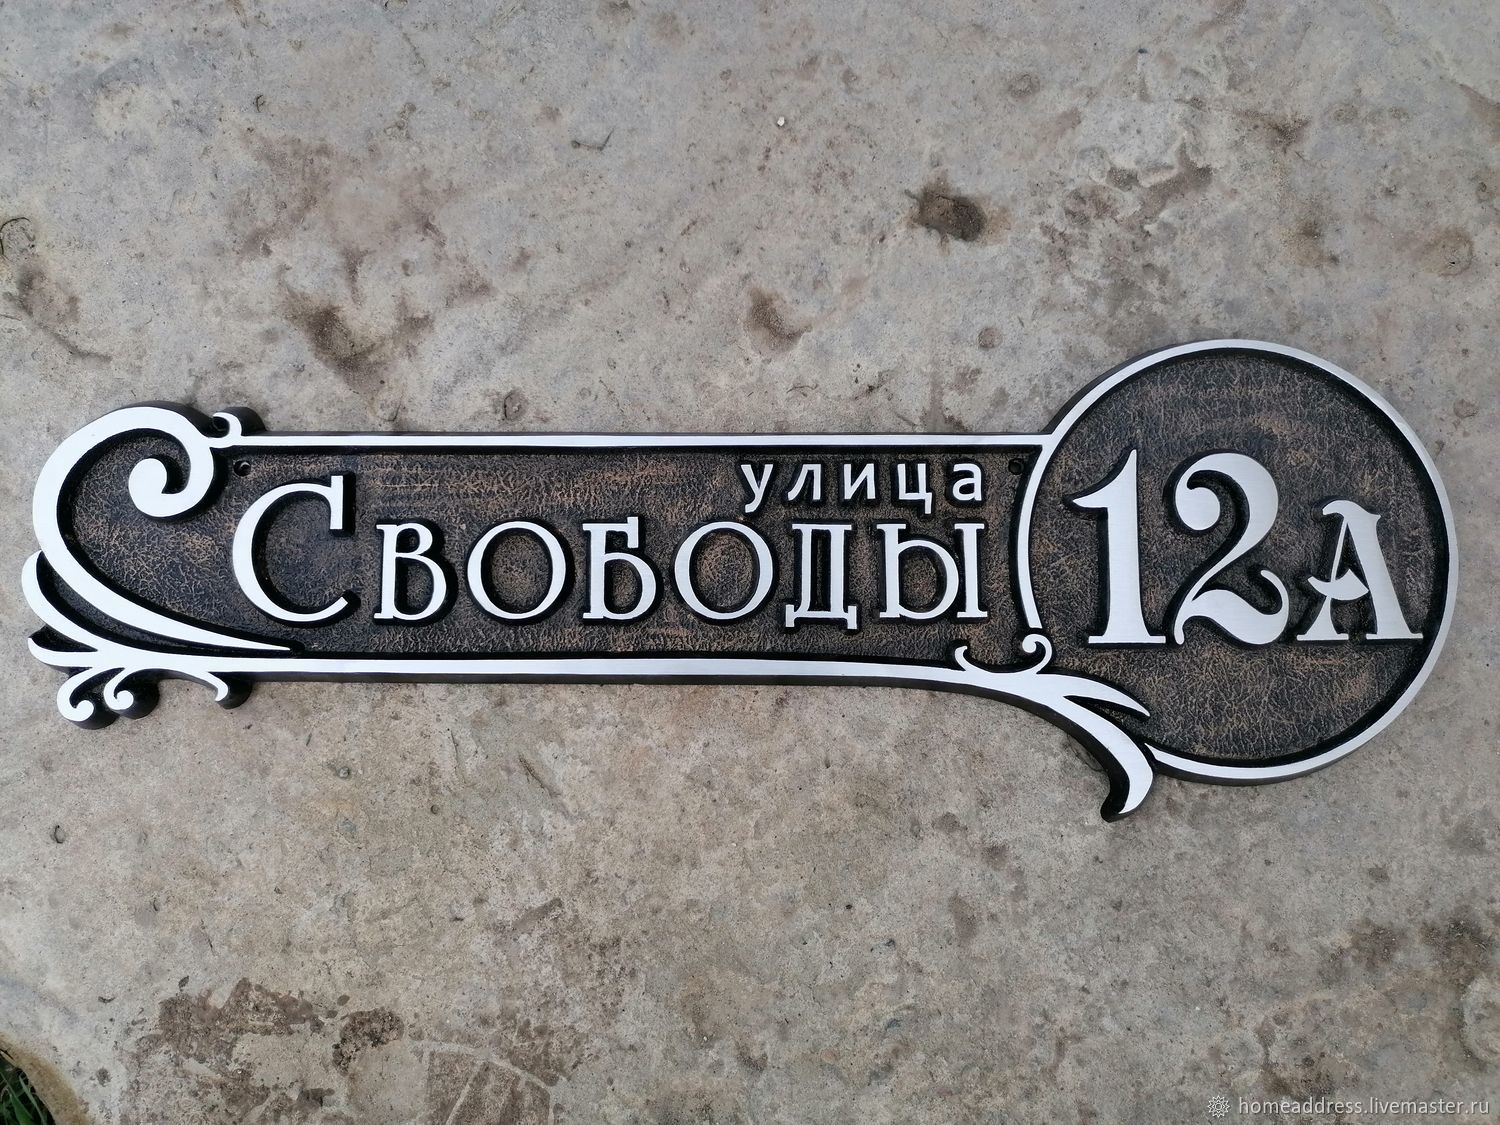 улица
Свободы
12А
homeaddress.livemaster.ru